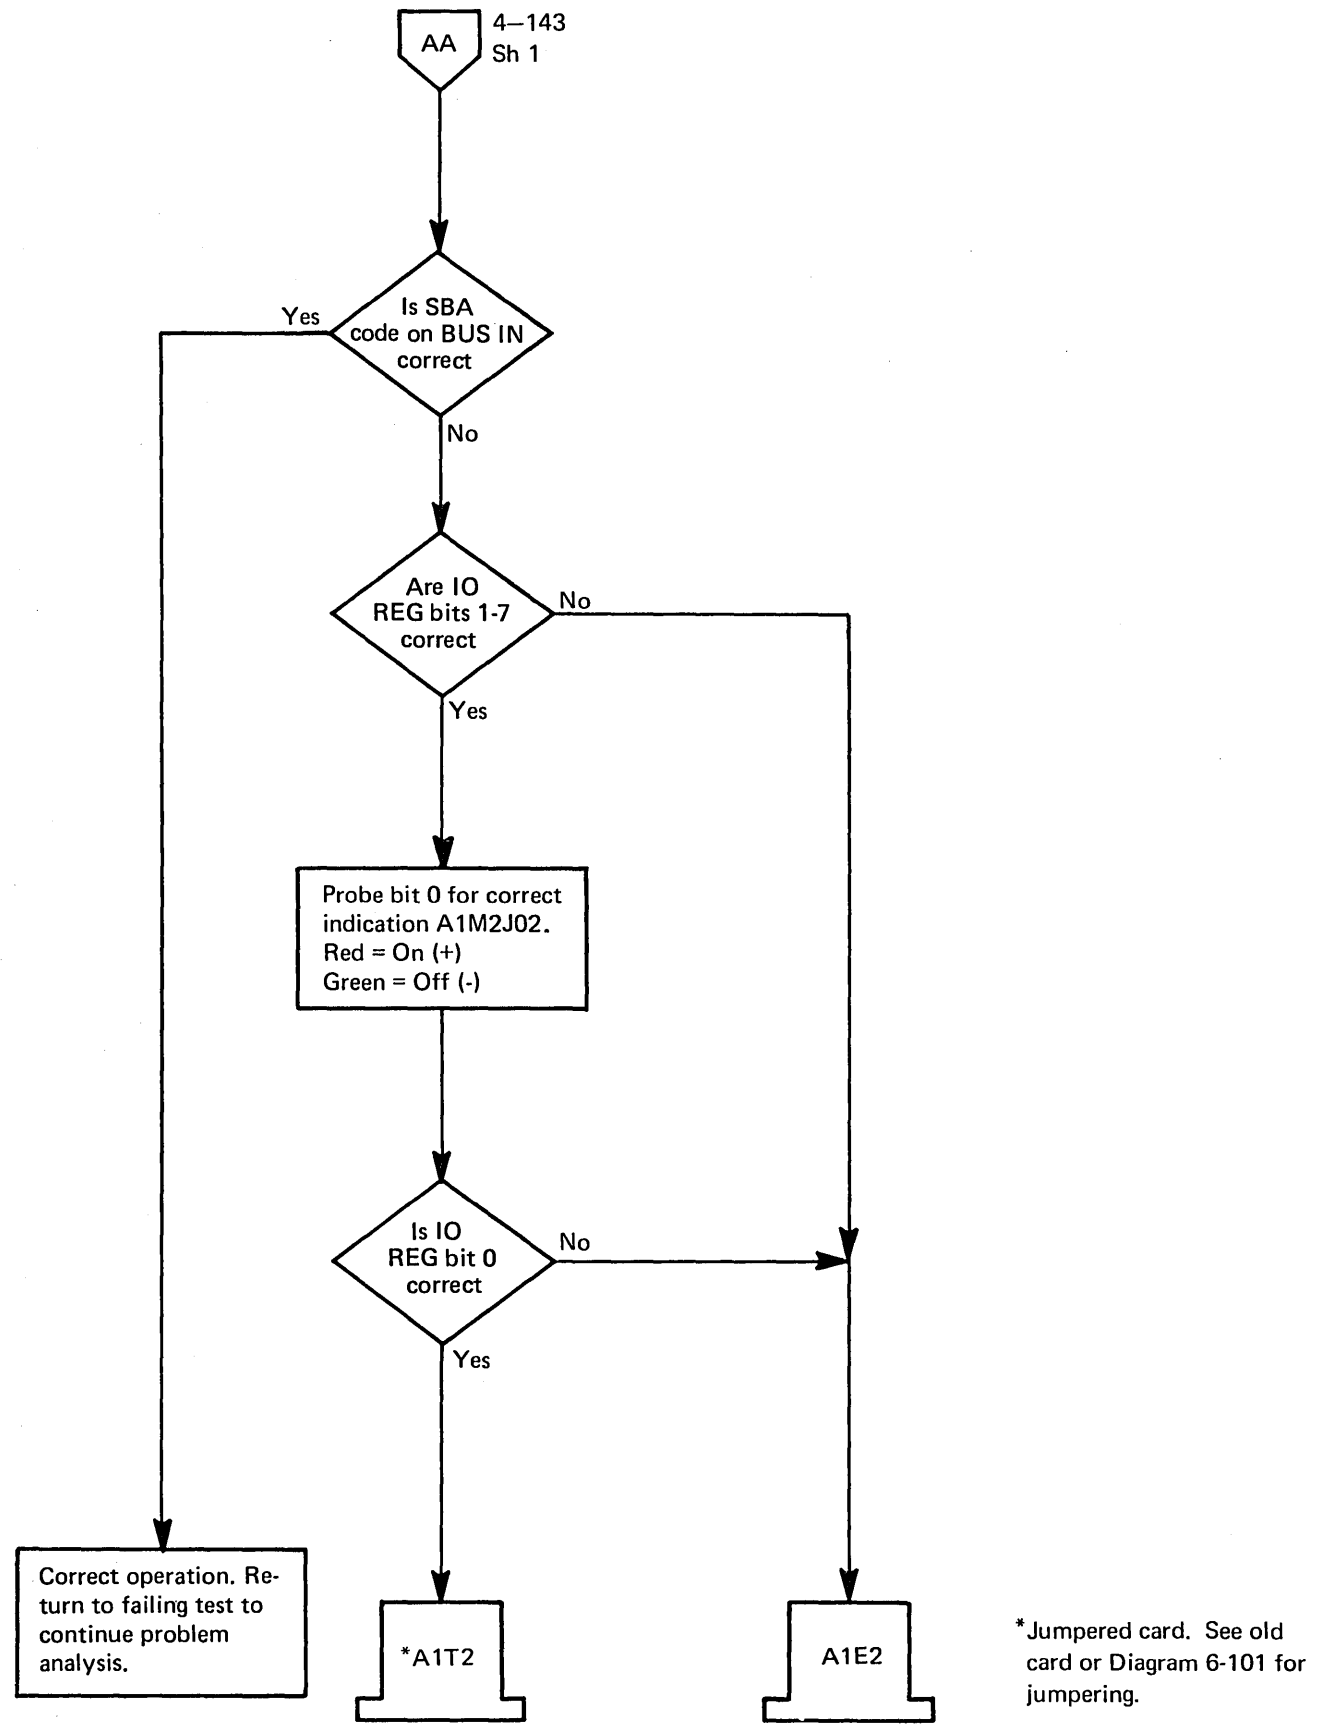 AA
4—143
Sh 1
Is SBA
code on BUS IN
correct
Yes
No
Are IO
REG bits 1-7
correct
No
Yes
Probe bit 0 for correct
indication A1M2J02.
Red = On (+)
Green = Off (-)
Is IO
REG bit 0
correct
No
Yes
Correct operation. Re-
turn to failing test to
continue problem
analysis.
*A1T2
A1E2
*Jumpered card. See old
card or Diagram 6-101 for
jumpering.